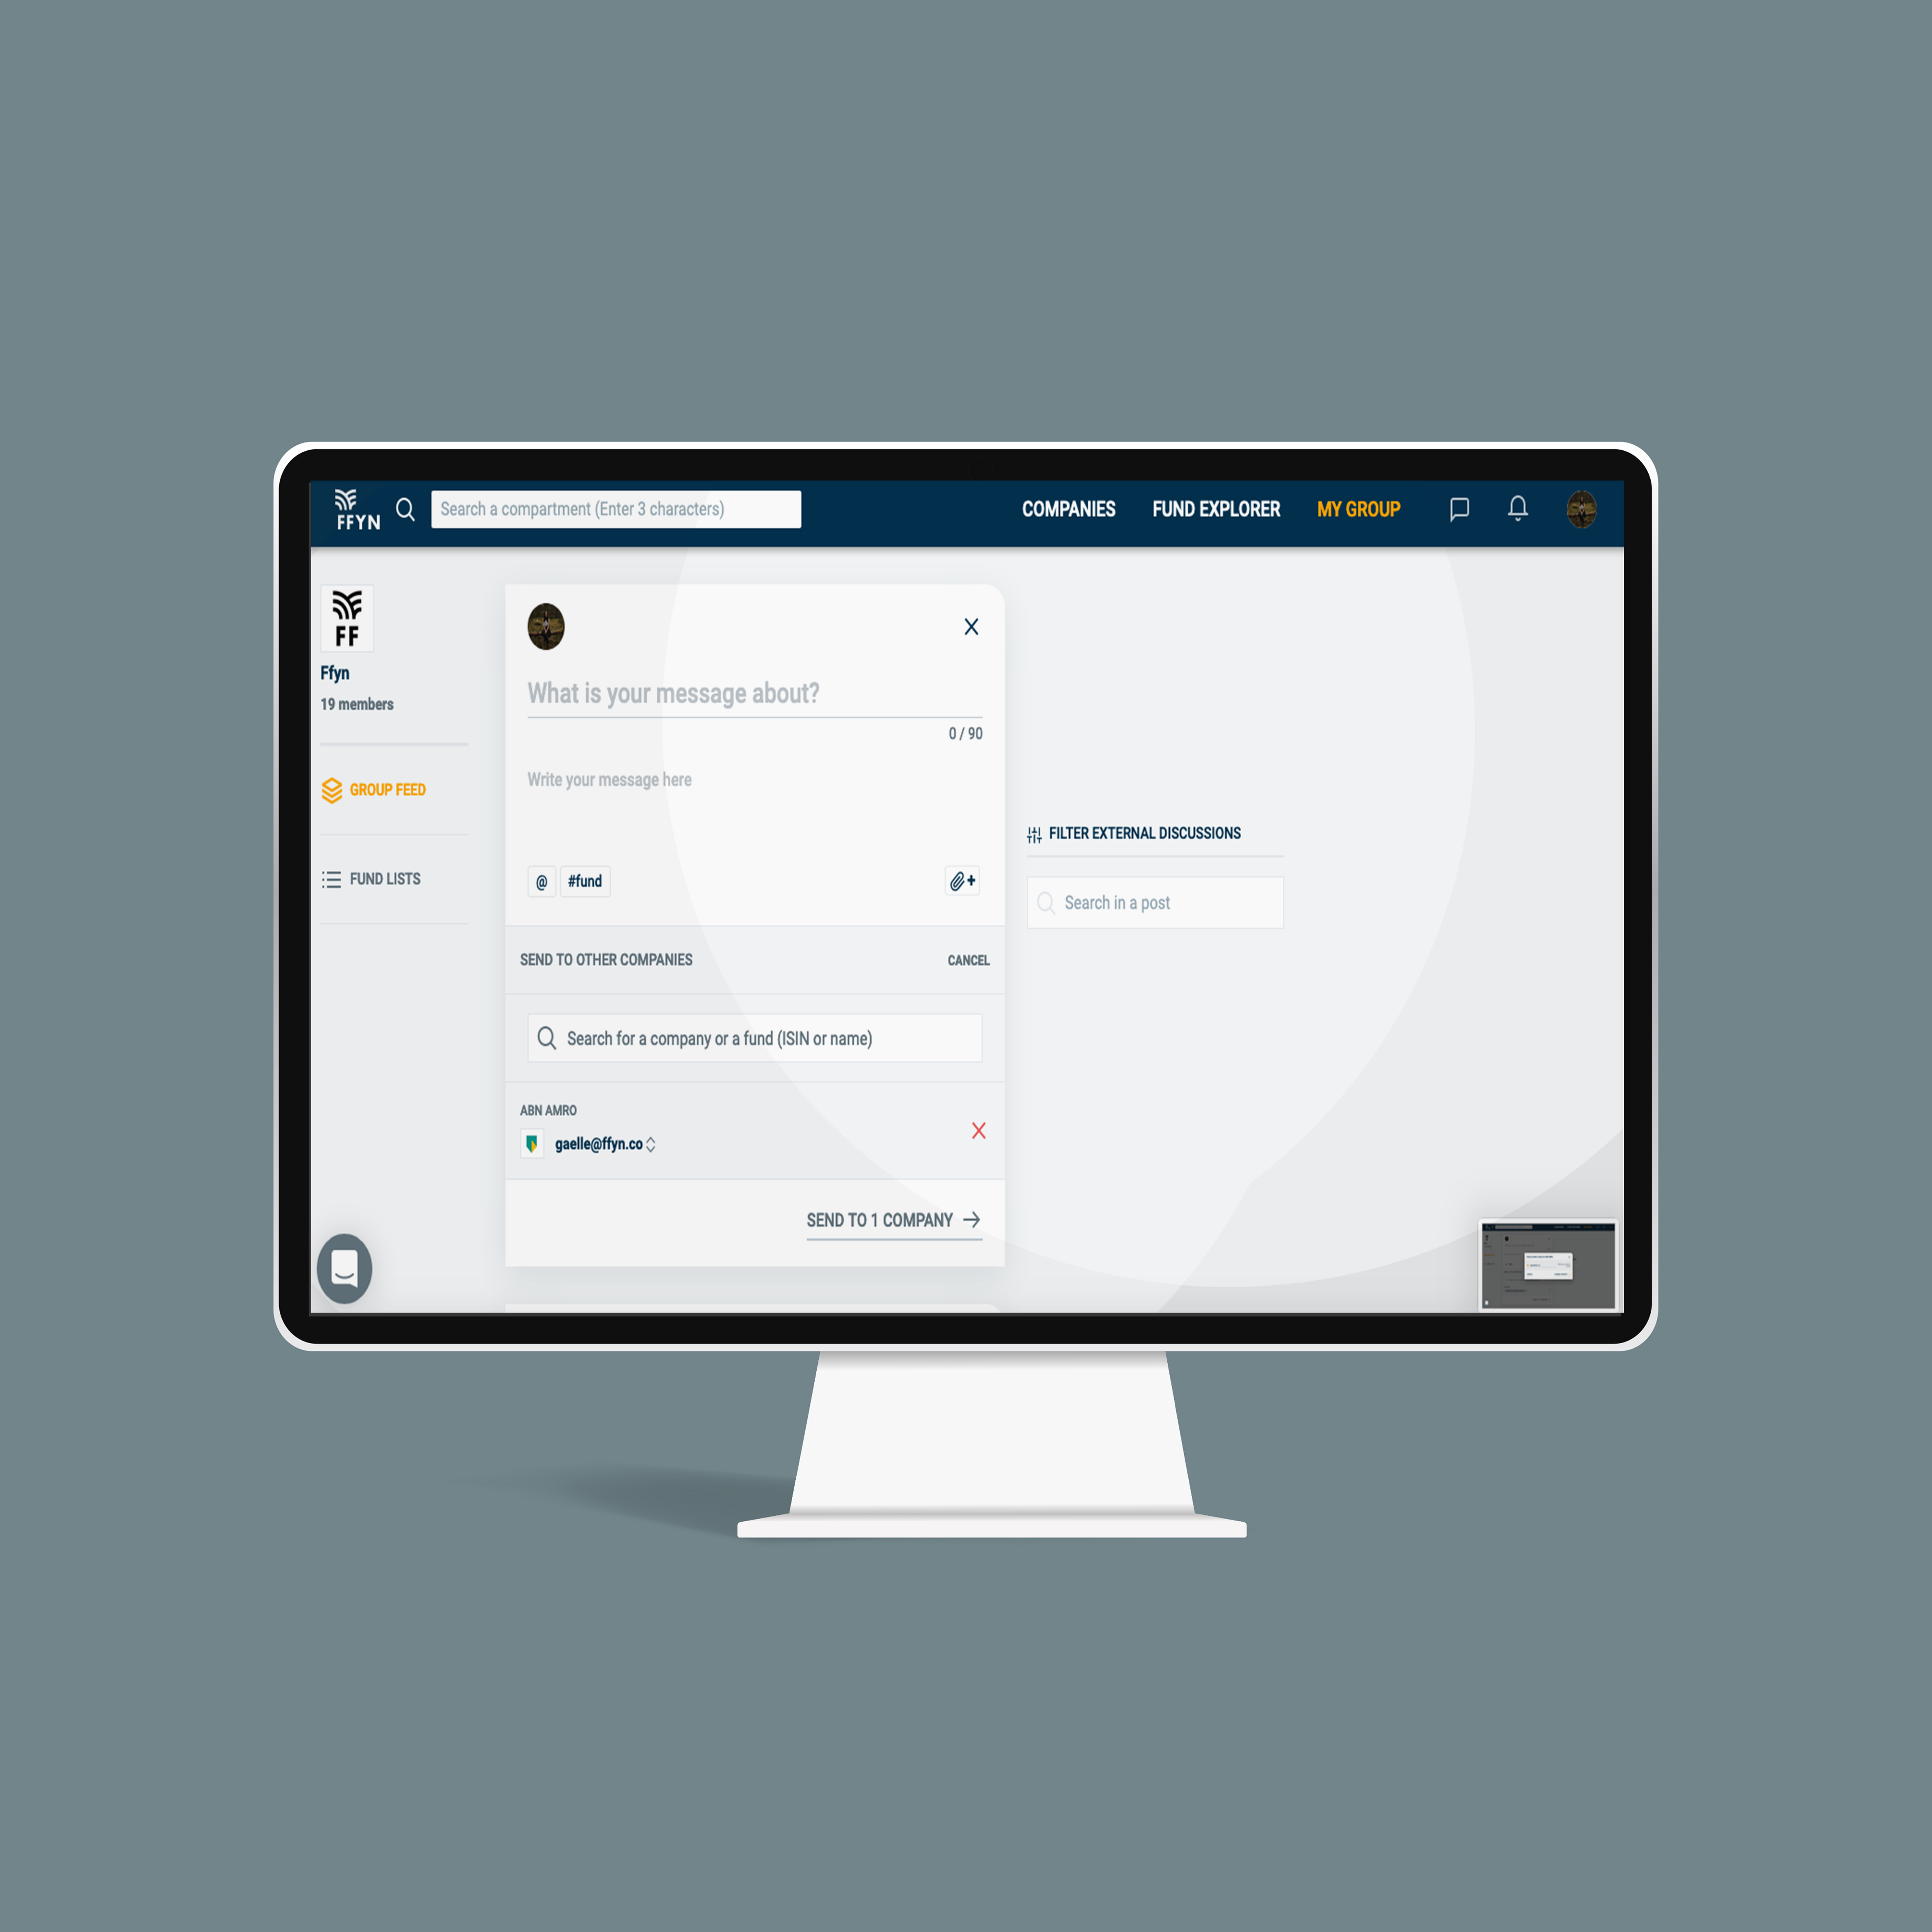 FFYN
Search a compartment (Enter 3 characters)
COMPANIES
FUND EXPLORER
MY GROUP
FF
Ffyn
19 members
GROUP FEED
FUND LISTS
What is your message about?
0 / 90
Write your message here
@
#fund
+
SEND TO OTHER COMPANIES
CANCEL
Search for a company or a fund (ISIN or name)
ABN AMRO
gaelle@ffyn.co
SEND TO 1 COMPANY
FILTER EXTERNAL DISCUSSIONS
Search in a post